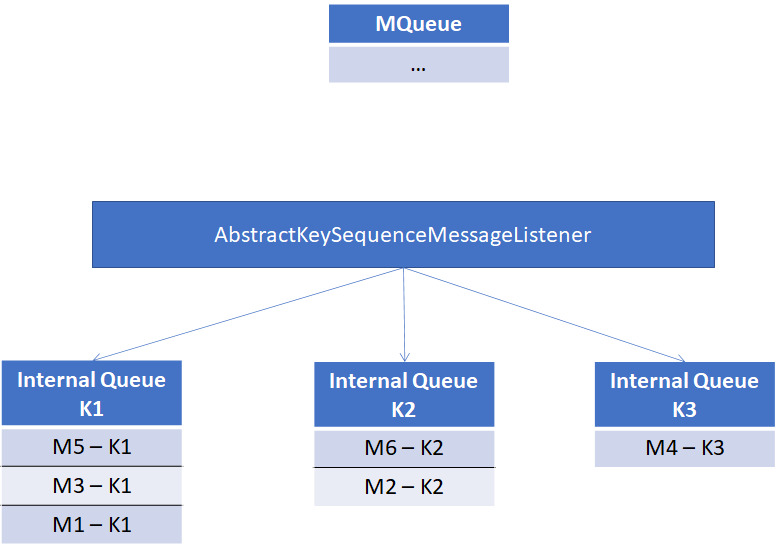 MQueue
...
AbstractKeySequenceMessageListener
Internal Queue
K1
M5 – K1
M3 – K1
M1 – K1
Internal Queue
K2
M6 – K2
M2 – K2
Internal Queue
K3
M4 – K3